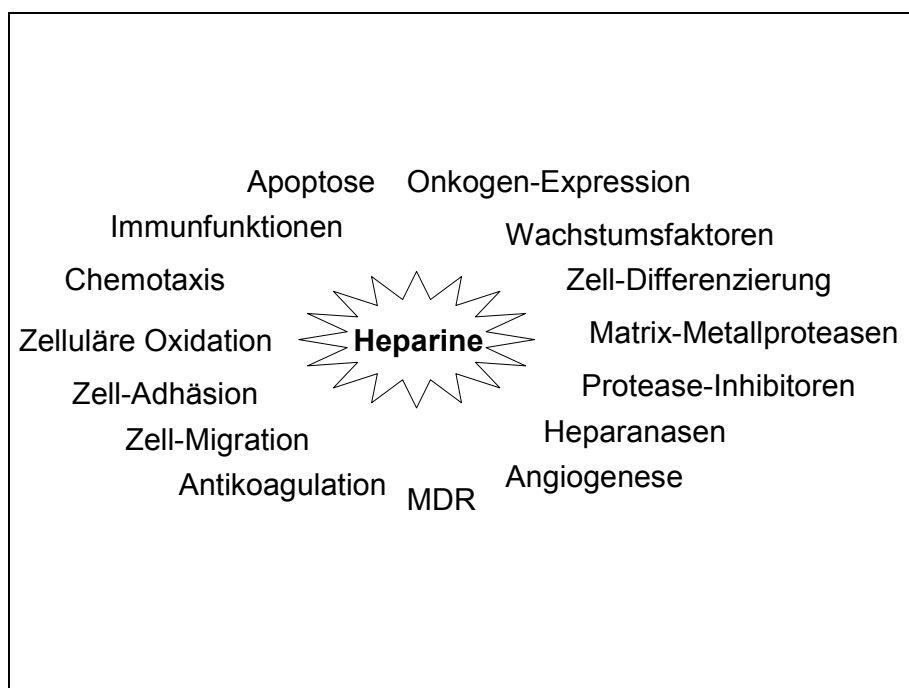 Apoptose Onkogen-Expression
Immunfunktionen Wachstumsfaktoren
Chemotaxis Zell-Differenzierung
Zelluläre Oxidation Heparine Matrix-Metallproteasen
Zell-Adhäsion Protease-Inhibitoren
Zell-Migration Heparanasen
Antikoagulation MDR Angiogenese